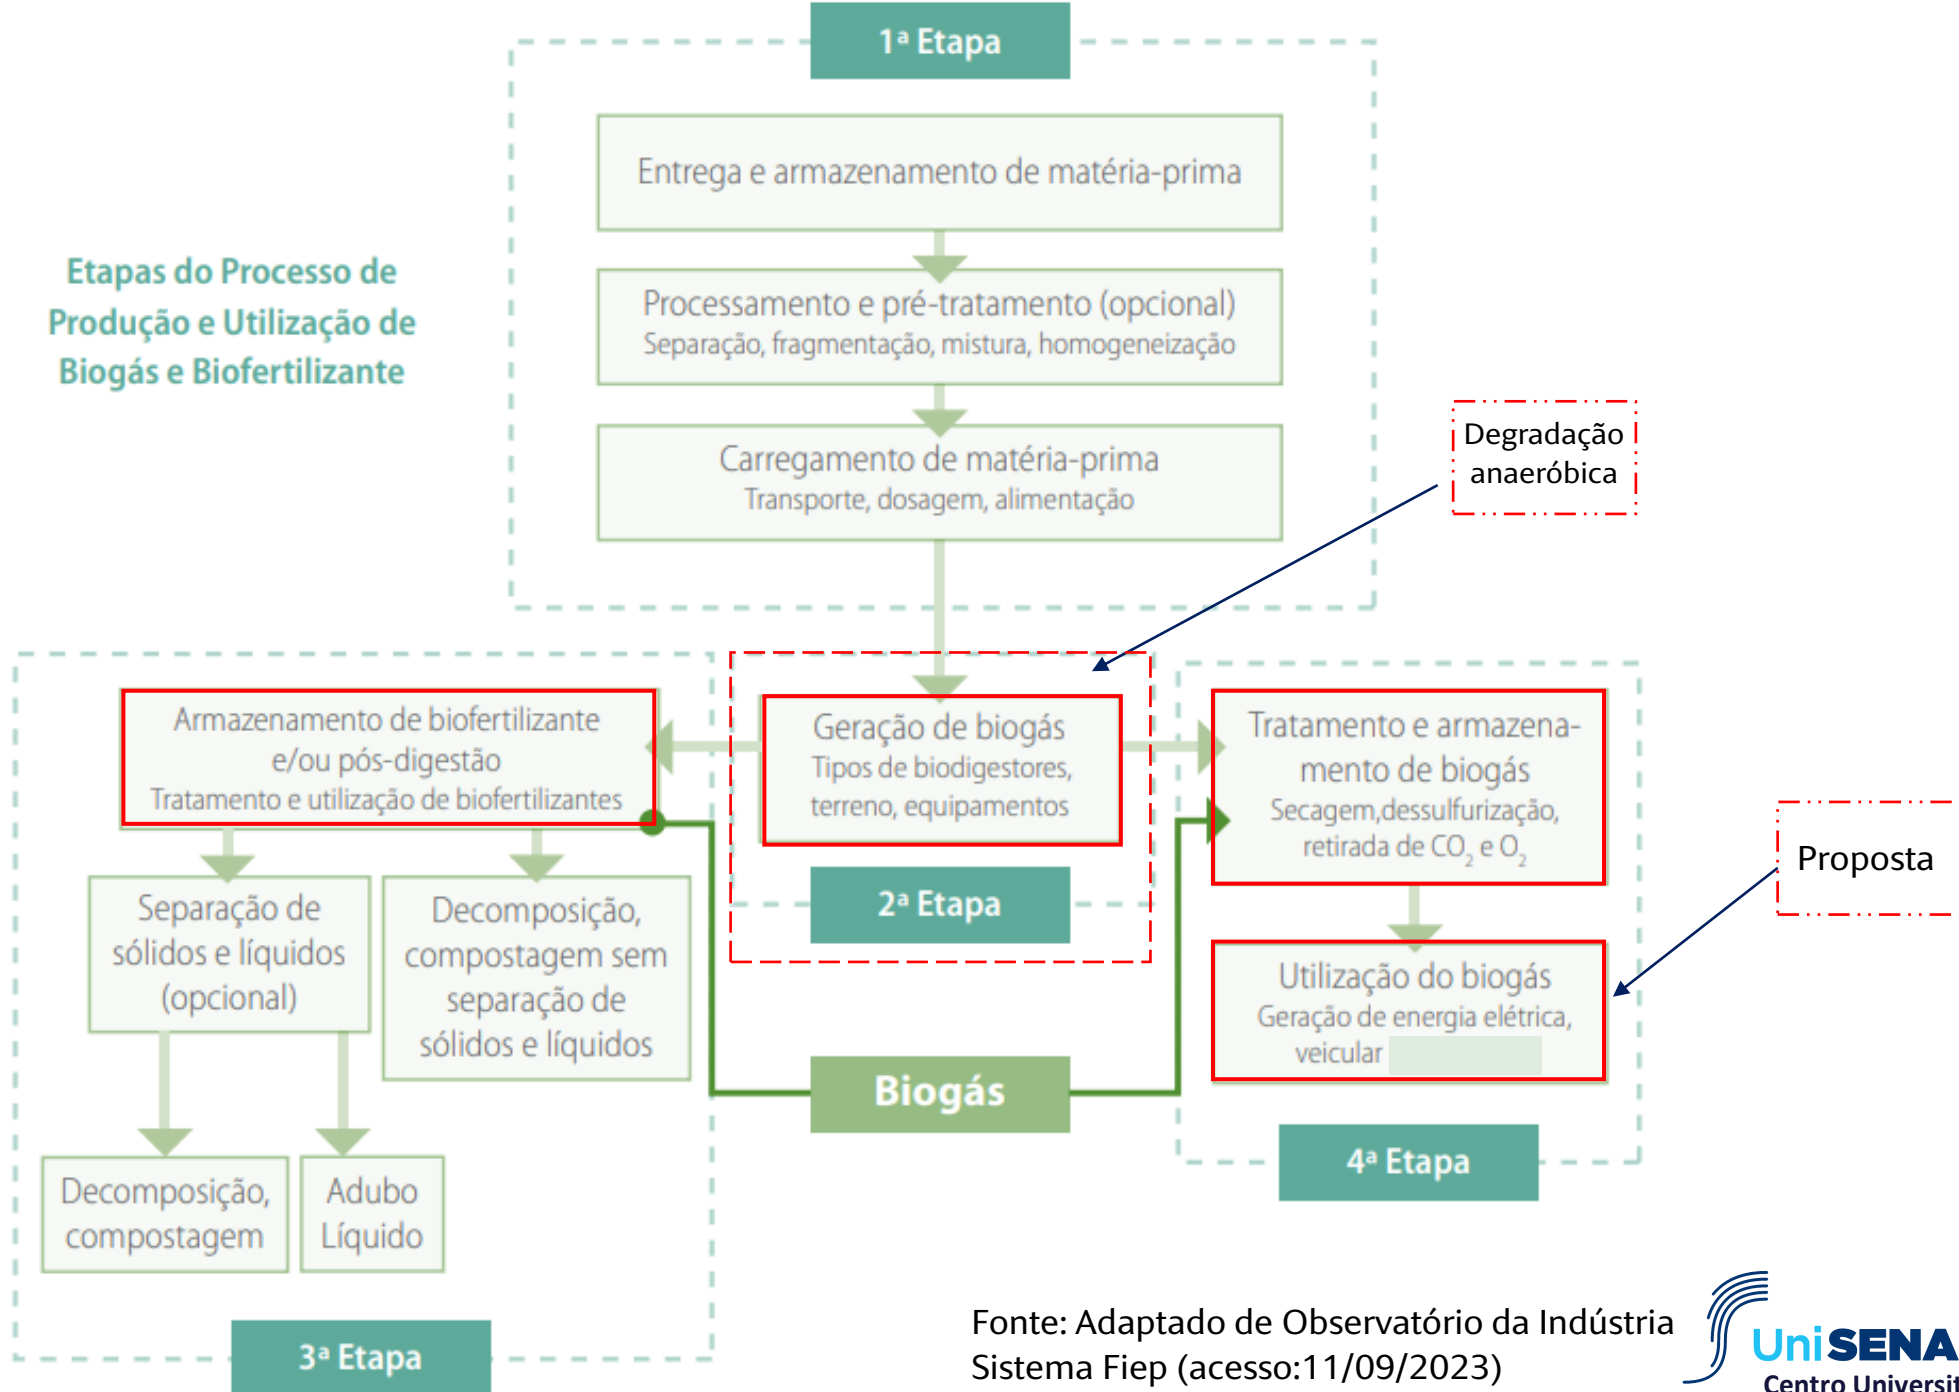 1ª Etapa
Entrega e armazenamento de matéria-prima
Processamento e pré-tratamento (opcional)
Separação, fragmentação, mistura, homogeneização
Carregamento de matéria-prima
Transporte, dosagem, alimentação
Etapas do Processo de
Produção e Utilização de
Biogás e Biofertilizante
Degradação
anaeróbica
Armazenamento de biofertilizante
e/ou pós-digestão
Tratamento e utilização de biofertilizantes
Geração de biogás
Tipos de biodigestores,
terreno, equipamentos
2ª Etapa
Tratamento e armazena-
mento de biogás
Secagem,dessulfurização,
retirada de CO₂ e O₂
Proposta
Separação de
sólidos e líquidos
(opcional)
Decomposição,
compostagem sem
separação de
sólidos e líquidos
Utilização do biogás
Geração de energia elétrica,
veicular
Biogás
4ª Etapa
Decomposição,
compostagem
Adubo
Líquido
3ª Etapa
Fonte: Adaptado de Observatório da Indústria
Sistema Fiep (acesso:11/09/2023)
UniSENA
Centro Universit